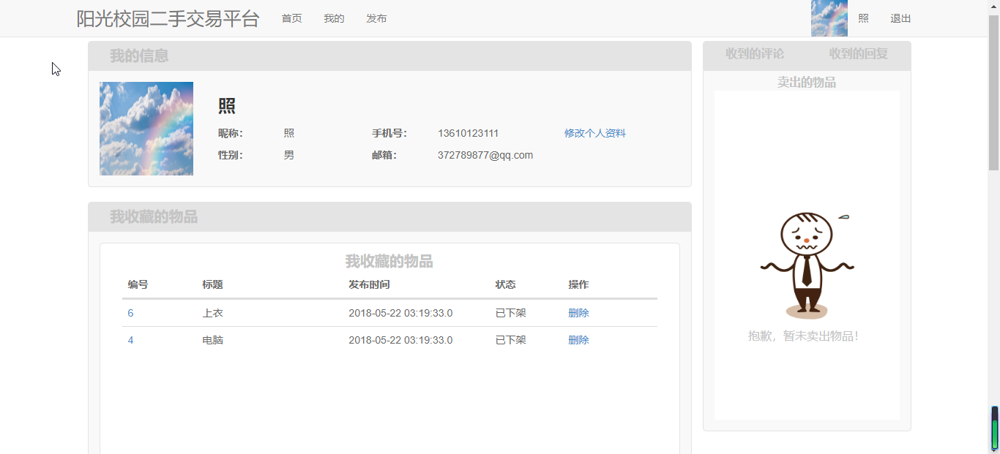 阳光校园二手交易平台 首页 我的 发布 照 退出
我的信息
照
昵称： 照 手机号： 13610123111 修改个人资料
性别： 男 邮箱： 372789877@qq.com
我收藏的物品
我收藏的物品
编号 标题 发布时间 状态 操作
6 上衣 2018-05-22 03:19:33.0 已下架 删除
4 电脑 2018-05-22 03:19:33.0 已下架 删除
收到的评论 收到的回复
卖出的物品
抱歉，暂未卖出物品！